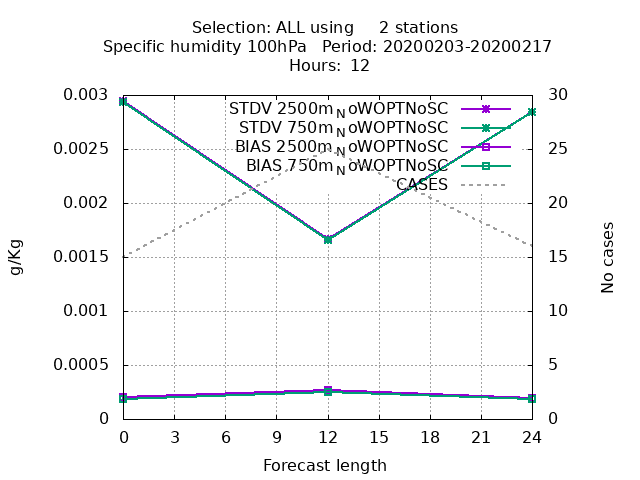 Selection: ALL using     2 stations
Specific humidity 100hPa   Period: 20200203-20200217
Hours: 12
0.003
0.0025
0.002
0.0015
0.001
0.0005
0
30
25
20
15
10
5
0
STDV 2500m_NoWOPTNoSC
STDV 750m_NoWOPTNoSC
BIAS 2500m_NoWOPTNoSC
BIAS 750m_NoWOPTNoSC
CASES
g/Kg
No cases
0 3 6 9 12 15 18 21 24
Forecast length